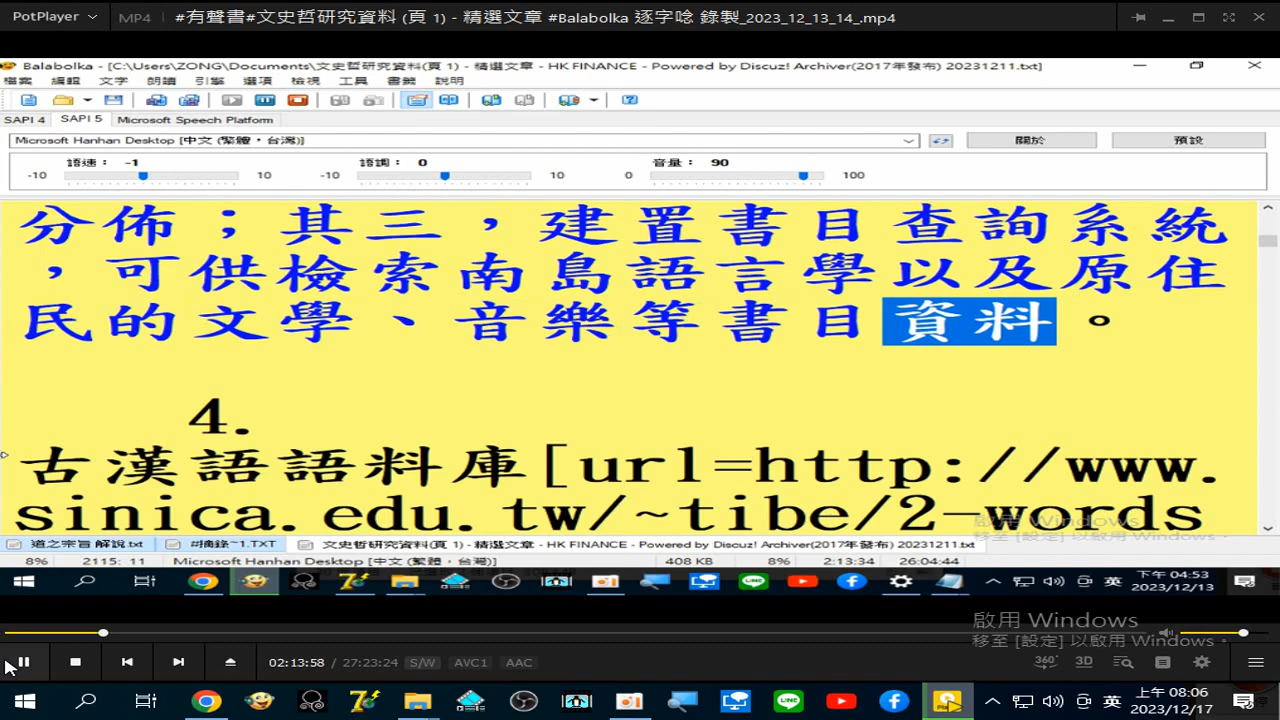 PotPlayer MP4 #有聲書#文史哲研究資料 (頁 1) - 精選文章 #Balabolka 逐字唸 錄製_2023_12_13_14_.mp4
Balabolka - [C:\Users\ZONG\Documents\文史哲研究資料(頁 1) - 精選文章 - HK FINANCE - Powered by Discuz! Archiver(2017年發布) 20231211.txt]
檔案 編輯 文字 朗讀 引擎 選項 檢視 工具 書籤 說明
SAPI 4 SAPI 5 Microsoft Speech Platform
Microsoft Hanhan Desktop [中文 (繁體，台灣)] 關於 預設
語速： -1 語調： 0 音量： 90
-10 10 -10 10 0 100
分佈；其三，建置書目查詢系統
，可供檢索南島語言學以及原住
民的文學、音樂等書目資料。
4.
古漢語語料庫[url=http://www.
sinica.edu.tw/~tibe/2-words
啟用 Windows
移至 [設定] 以啟用 Windows。
道之宗旨 解說.txt #摘錄~1.TXT 文史哲研究資料(頁 1) - 精選文章 - HK FINANCE - Powered by Discuz! Archiver(2017年發布) 20231211.txt
8% 2115: 11 Microsoft Hanhan Desktop [中文 (繁體，台灣)] 408 KB 8% 2:13:34 26:04:44
英 下午 04:53
2023/12/13
啟用 Windows
移至 [設定] 以啟用 Windows。
02:13:58 / 27:23:24 S/W AVC1 AAC 360° 3D
英 上午 08:06
2023/12/17